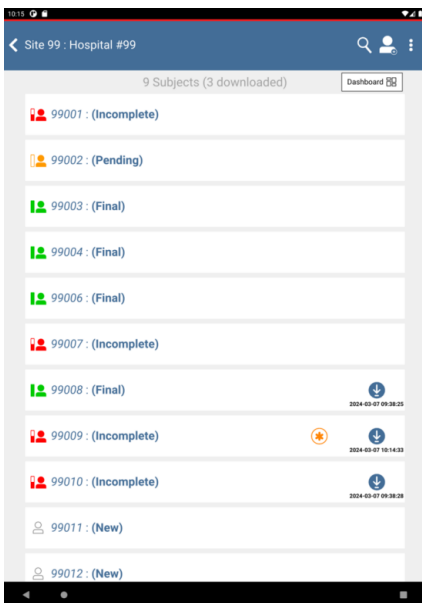 10:15
Site 99 : Hospital #99
9 Subjects (3 downloaded)
Dashboard
99001 : (Incomplete)
99002 : (Pending)
99003 : (Final)
99004 : (Final)
99006 : (Final)
99007 : (Incomplete)
99008 : (Final)
2024-03-07 09:38:25
99009 : (Incomplete)
2024-03-07 10:14:33
99010 : (Incomplete)
2024-03-07 09:38:28
99011 : (New)
99012 : (New)